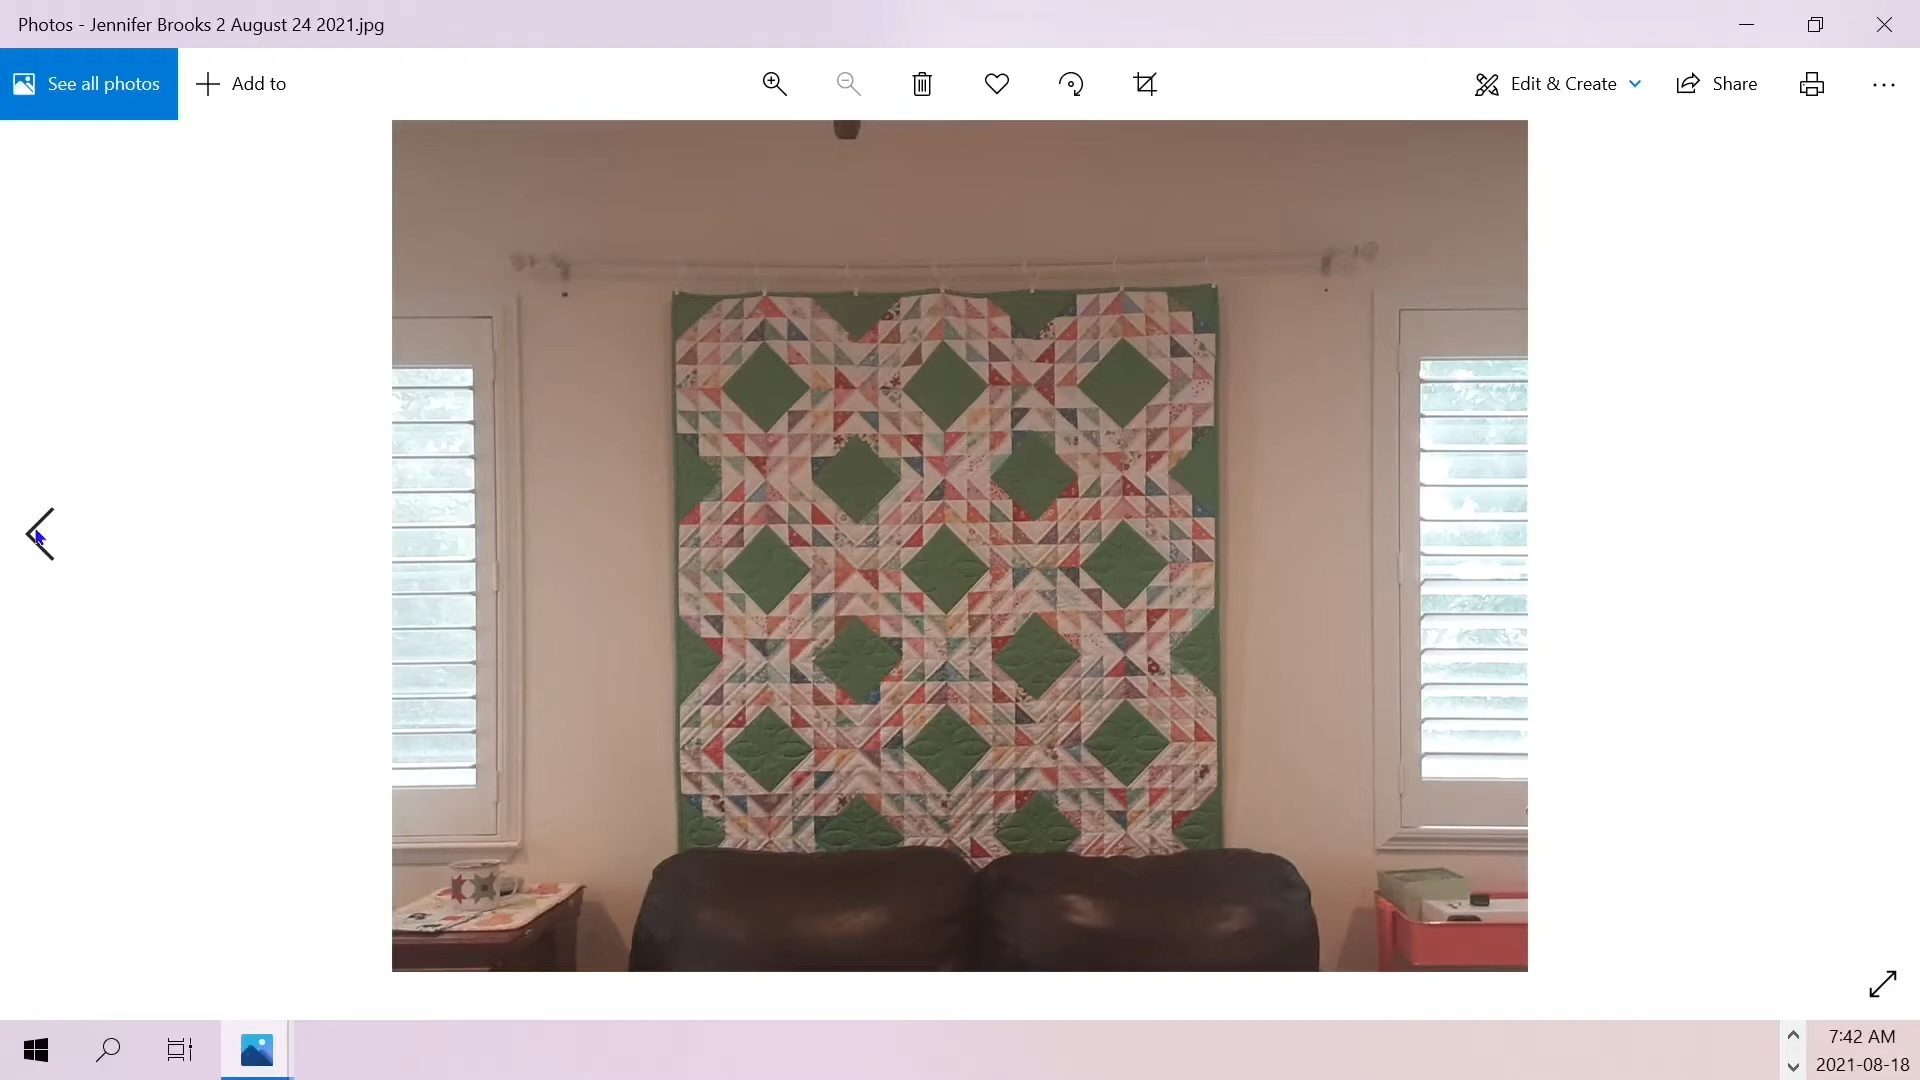 Photos - Jennifer Brooks 2 August 24 2021.jpg
See all photos
Add to
Edit & Create
Share
7:42 AM
2021-08-18